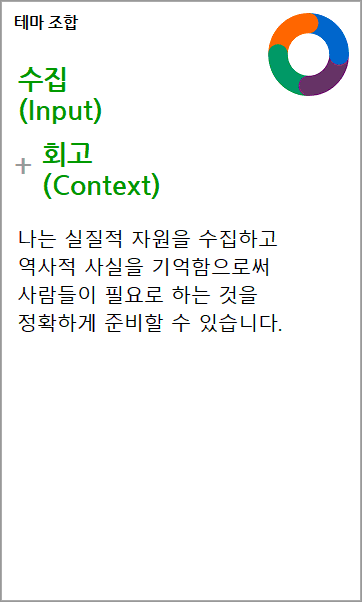 테마 조합
수집
(Input)
+ 회고
(Context)
나는 실질적 자원을 수집하고
역사적 사실을 기억함으로써
사람들이 필요로 하는 것을
정확하게 준비할 수 있습니다.